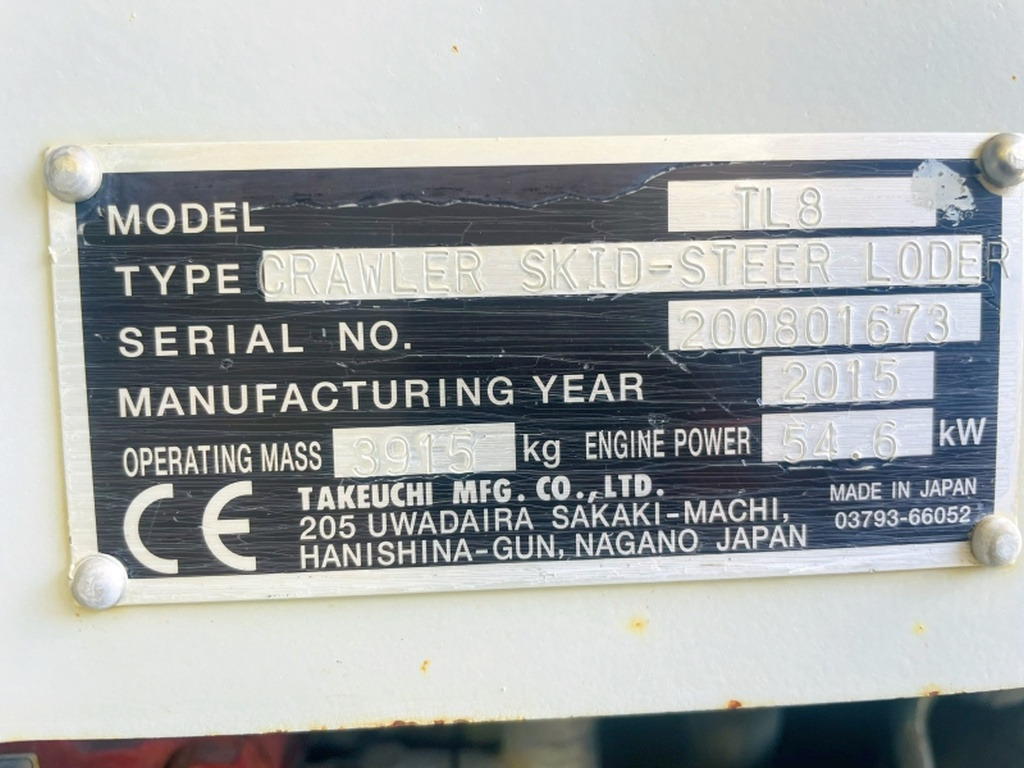 MODEL TL8
TYPE CRAWLER SKID-STEER LODER
SERIAL NO. 200801673
MANUFACTURING YEAR 2015
OPERATING MASS 3915 kg ENGINE POWER 54.6 kW
CE TAKEUCHI MFG. CO.,LTD. MADE IN JAPAN
205 UWADAIRA SAKAKI-MACHI, 03793-66052
HANISHINA-GUN, NAGANO JAPAN